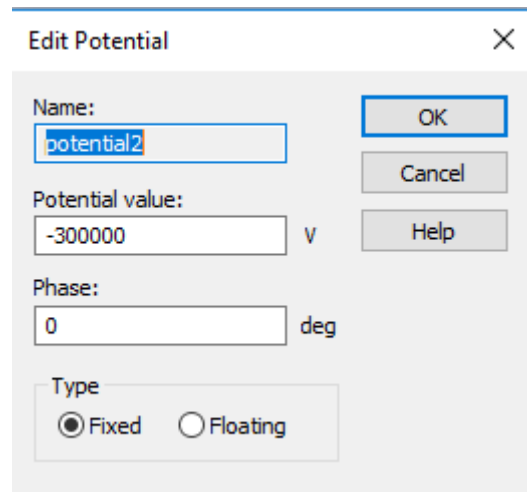 Edit Potential
Name:
OK
potential2
Cancel
Potential value:
-300000 V
Help
Phase:
0 deg
Type
Fixed Floating